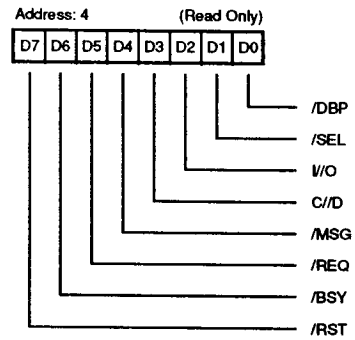 Address: 4 (Read Only)
D7 D6 D5 D4 D3 D2 D1 D0
/DBP
/SEL
I//O
C//D
/MSG
/REQ
/BSY
/RST